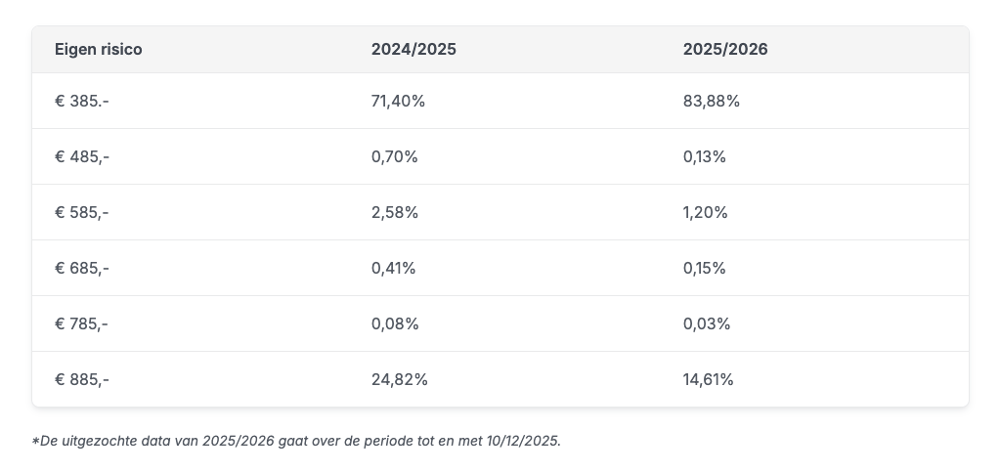 Eigen risico 2024/2025 2025/2026
€ 385.- 71,40% 83,88%
€ 485,- 0,70% 0,13%
€ 585,- 2,58% 1,20%
€ 685,- 0,41% 0,15%
€ 785,- 0,08% 0,03%
€ 885,- 24,82% 14,61%
*De uitgezochte data van 2025/2026 gaat over de periode tot en met 10/12/2025.